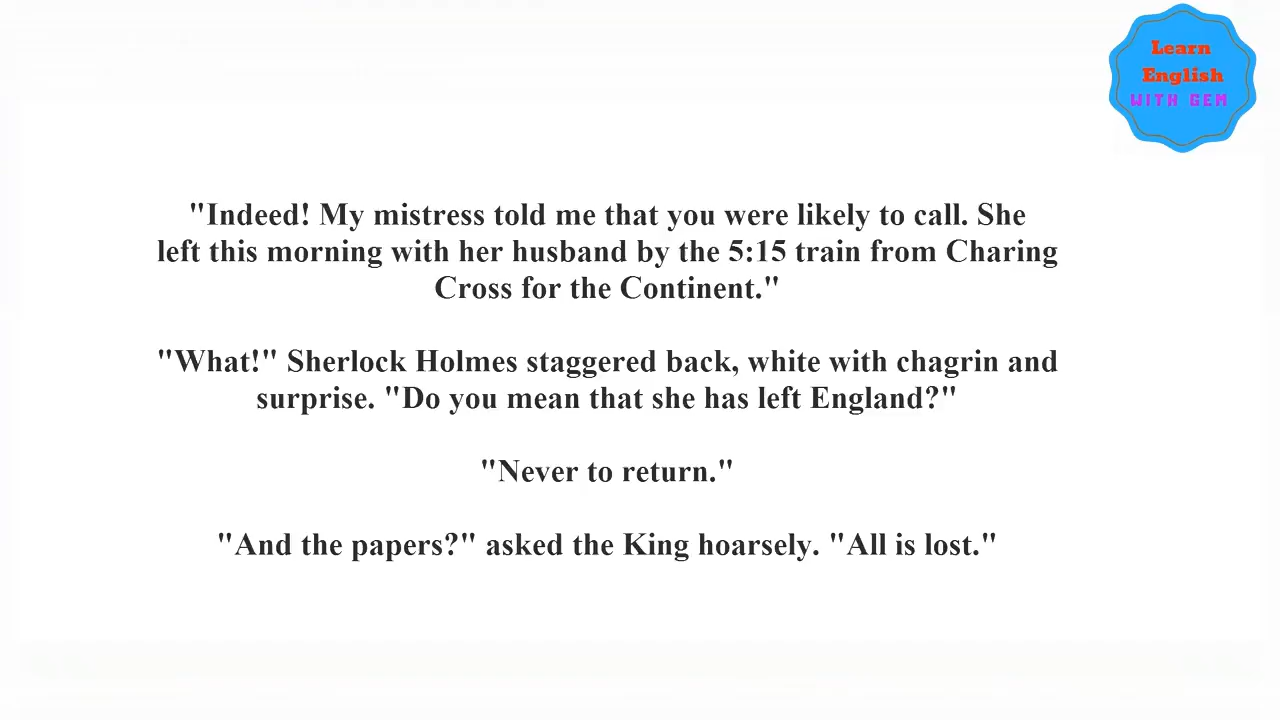 Learn
English
WITH GEM
"Indeed! My mistress told me that you were likely to call. She
left this morning with her husband by the 5:15 train from Charing
Cross for the Continent."
"What!" Sherlock Holmes staggered back, white with chagrin and
surprise. "Do you mean that she has left England?"
"Never to return."
"And the papers?" asked the King hoarsely. "All is lost."